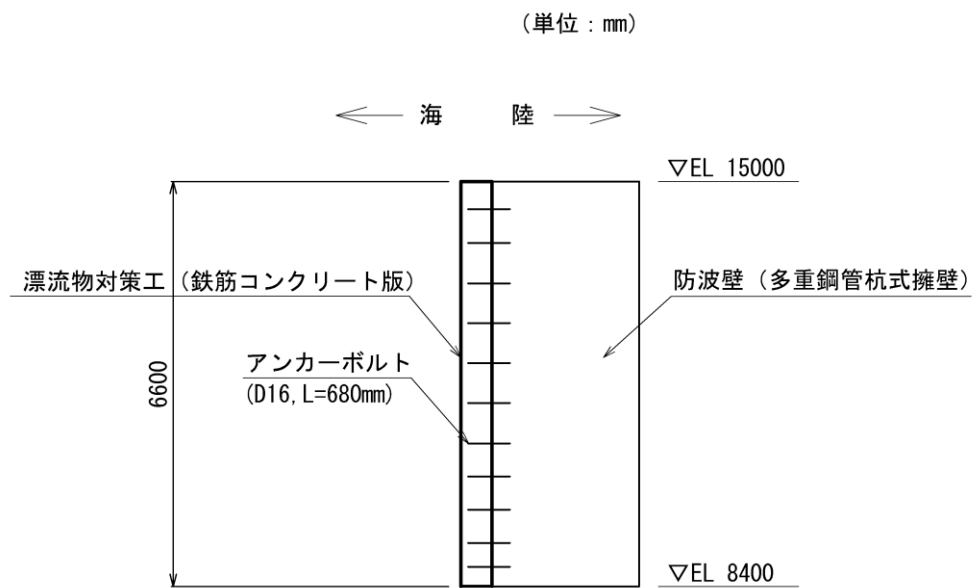 (単位:mm)
海 陸
▽EL 15000
漂流物対策工(鉄筋コンクリート版)
防波壁(多重鋼管杭式擁壁)
アンカーボルト
(D16,L=680mm)
6600
▽EL 8400